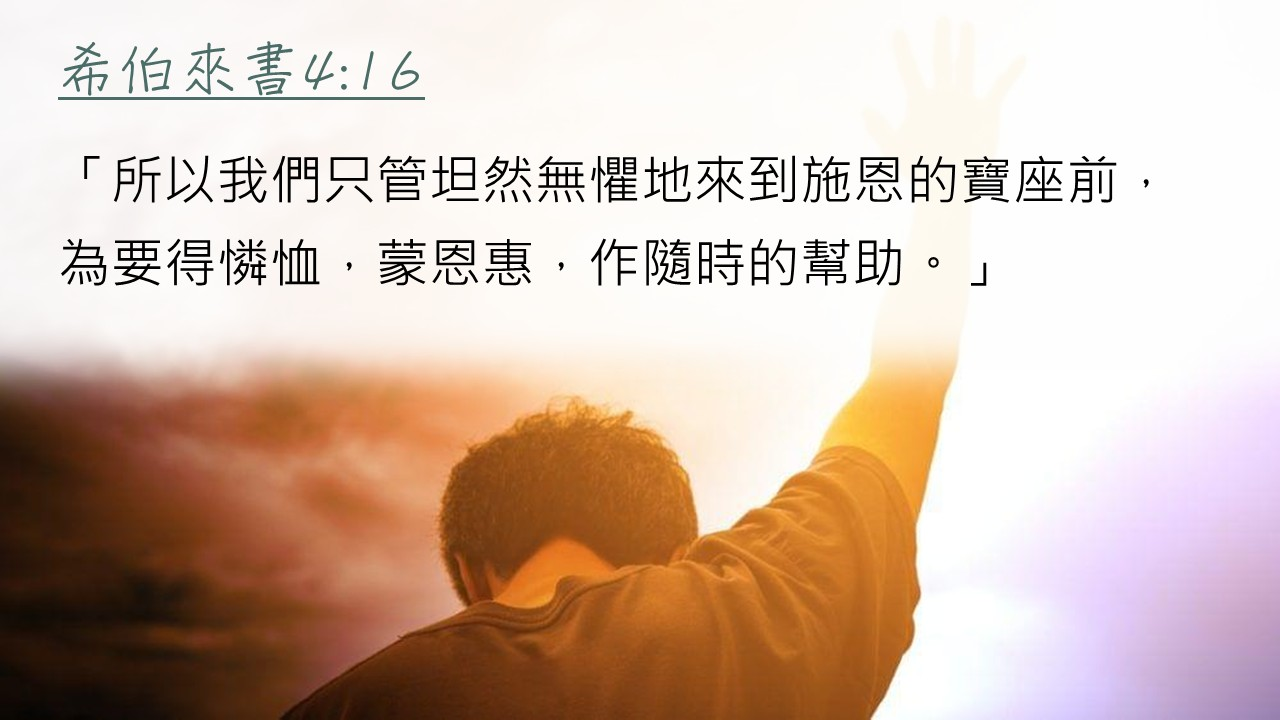 希伯來書4:16
「所以我們只管坦然無懼地來到施恩的寶座前，
為要得憐恤，蒙恩惠，作隨時的幫助。」